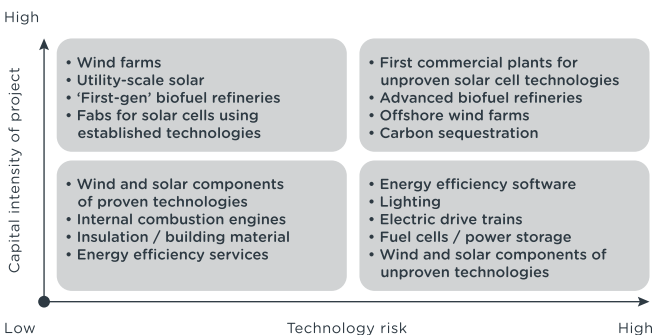 High
Capital intensity of project
• Wind farms
• Utility-scale solar
• ‘First-gen’ biofuel refineries
• Fabs for solar cells using
established technologies
• First commercial plants for
unproven solar cell technologies
• Advanced biofuel refineries
• Offshore wind farms
• Carbon sequestration
• Wind and solar components
of proven technologies
• Internal combustion engines
• Insulation / building material
• Energy efficiency services
• Energy efficiency software
• Lighting
• Electric drive trains
• Fuel cells / power storage
• Wind and solar components of
unproven technologies
Low
Technology risk
High